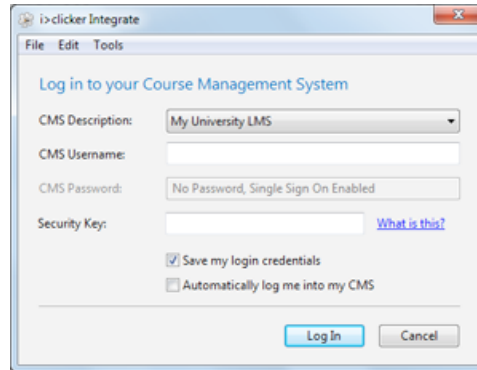 i>clicker Integrate
File Edit Tools
Log in to your Course Management System
CMS Description: My University LMS
CMS Username:
CMS Password: No Password, Single Sign On Enabled
Security Key: What is this?
Save my login credentials
Automatically log me into my CMS
Log In Cancel